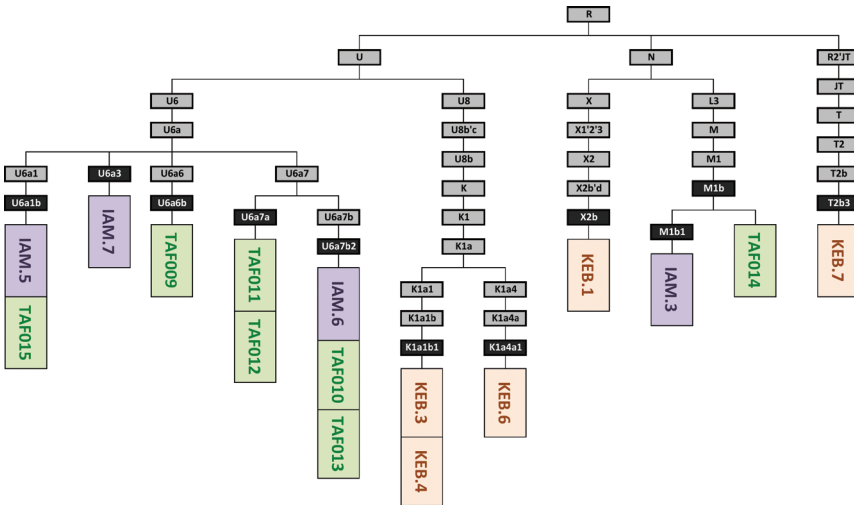 R
U
N
R2'JT
U6
U8
X
L3
JT
U6a
U8b'c
X1'2'3
M
T
U6a1
U6a3
U6a6
U6a7
U8b
X2
M1
T2
U6a1b
U6a6b
U6a7a
U6a7b
K
X2b'd
M1b
T2b
U6a7b2
K1
X2b
M1b1
T2b3
K1a
K1a1
K1a4
K1a1b
K1a4a
K1a1b1
K1a4a1
IAM.5
TAF015
IAM.7
TAF009
TAF011
TAF012
IAM.6
TAF010
TAF013
KEB.3
KEB.4
KEB.6
KEB.1
IAM.3
TAF014
KEB.7